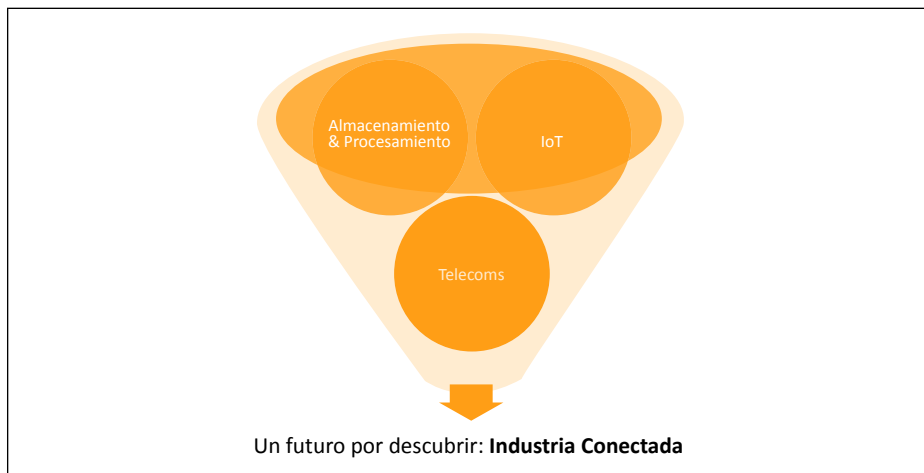 Almacenamiento
& Procesamiento
IoT
Telecoms
Un futuro por descubrir: Industria Conectada